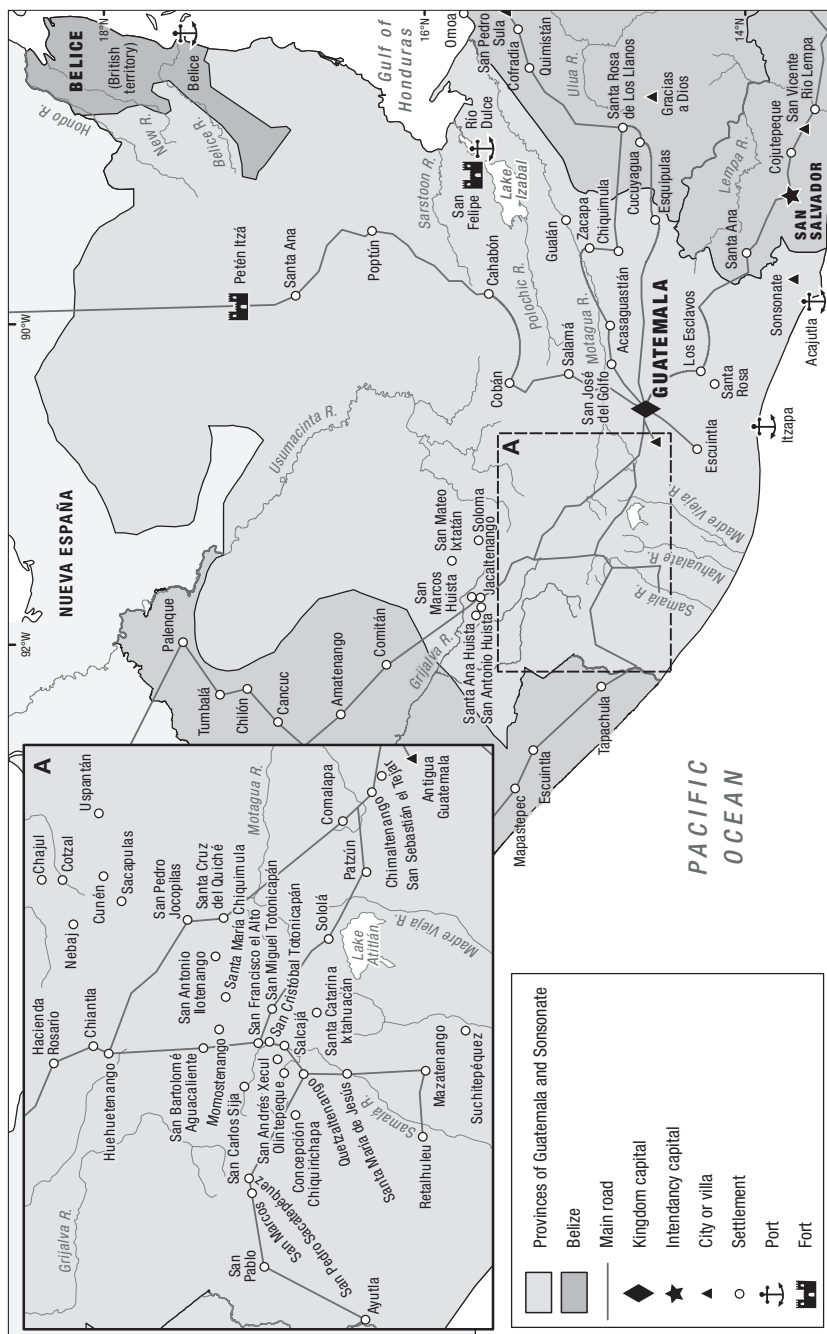 NUEVA ESPAÑA
BELICE
(British
territory)
Belice
Hondo R.
New R.
Belice R.
18°N
16°N
14°N
92°W
90°W
Gulf of
Honduras
Palenque
Tumbalá
Chilón
Cancuc
Amatenango
Comitán
Usumacinta R.
Petén Itzá
Santa Ana
Poptún
Sarstoon R.
San
Felipe
Río
Dulce
Lake
Izabal
Omoa
San Pedro
Sula
Cofradia
Quimistán
Ulua R.
Santa Rosa
de Los Llanos
Gracias
a Dios
Cucuyagua
Esquipulas
Chiquimula
Zacapa
Gualán
Cahabón
Polochic R.
Cobán
Salamá
Motagua R.
Acasaguastlán
San José
del Golfo
GUATEMALA
Los Esclavos
Santa
Rosa
Escuintla
Lempa R.
Santa Ana
Cojutepeque
San Vicente
Rio Lempa
SAN
SALVADOR
Sonsonate
Acajutla
Itzapa
San Mateo
Ixtatán
Soloma
San
Marcos
Huista
Jacaltenango
Grijalva R.
Santa Ana Huista
San Antonio Huista
A
Madre Vieja R.
Nahualate R.
Samalá R.
Tapachula
Escuintla
Mapastepec
PACIFIC
OCEAN
A
Grijalva R.
Hacienda
Rosario
Chiantla
Huehuetenango
Nebaj
Chajul
Cotzal
Cunén
Uspantán
Sacapulas
San Pedro
Jocopilas
Santa Cruz
del Quiché
San Antonio
Ilotenango
Santa María Chiquimula
San Bartolomé
Aguacaliente
Momostenango
San Francisco el Alto
San Miguel Totonicapán
San Cristóbal Totonicapán
San Carlos Sija
San Andrés Xecul
Olintepeque
Salcajá
Concepción
Chiquirichapa
Quetzaltenango
Santa María de Jesús
Santa Catarina
Ixtahuacán
Motagua R.
Comalapa
Patzún
Sololá
Lake
Atitlán
Madre Vieja R.
Chimaltenango
San Sebastián el Tejar
Antigua
Guatemala
San Marcos
San Pedro Sacatepéquez
San
Pablo
Ayutla
Samalá R.
Retalhuleu
Mazatenango
Suchitepéquez
Provinces of Guatemala and Sonsonate
Belize
Main road
Kingdom capital
Intendancy capital
City or villa
Settlement
Port
Fort